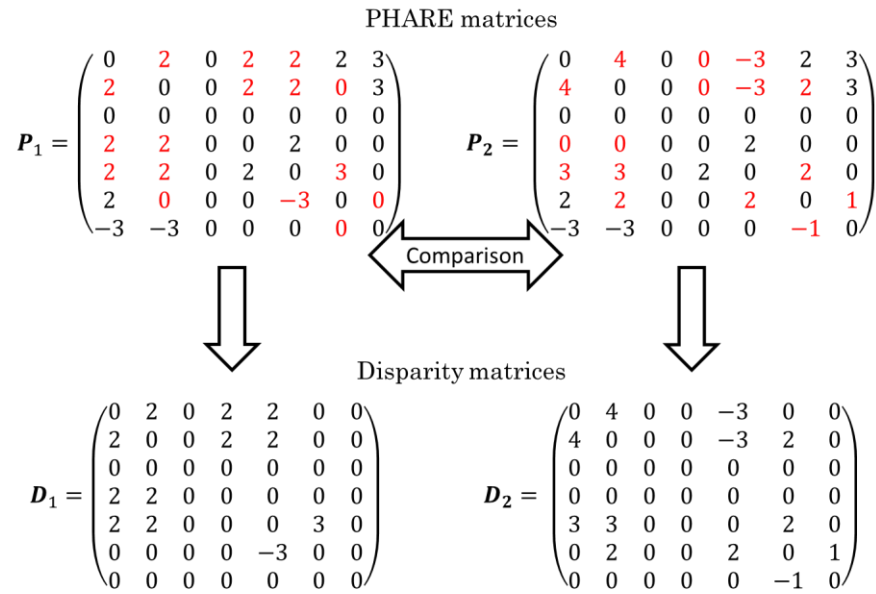 PHARE matrices
0 2 0 2 2 2 3
2 0 0 2 2 0 3
0 0 0 0 0 0 0
P₁ = 2 2 0 0 2 0 0
2 2 0 2 0 3 0
2 0 0 0 −3 0 0
−3 −3 0 0 0 0 0
0 4 0 0 −3 2 3
4 0 0 0 −3 2 3
0 0 0 0 0 0 0
P₂ = 0 0 0 0 2 0 0
3 3 0 2 0 2 0
2 2 0 0 2 0 1
−3 −3 0 0 0 −1 0
Comparison
Disparity matrices
0 2 0 2 2 0 0
2 0 0 2 2 0 0
0 0 0 0 0 0 0
D₁ = 2 2 0 0 0 0 0
2 2 0 0 0 3 0
0 0 0 0 −3 0 0
0 0 0 0 0 0 0
0 4 0 0 −3 0 0
4 0 0 0 −3 2 0
0 0 0 0 0 0 0
D₂ = 0 0 0 0 0 0 0
3 3 0 0 0 2 0
0 2 0 0 2 0 1
0 0 0 0 0 −1 0